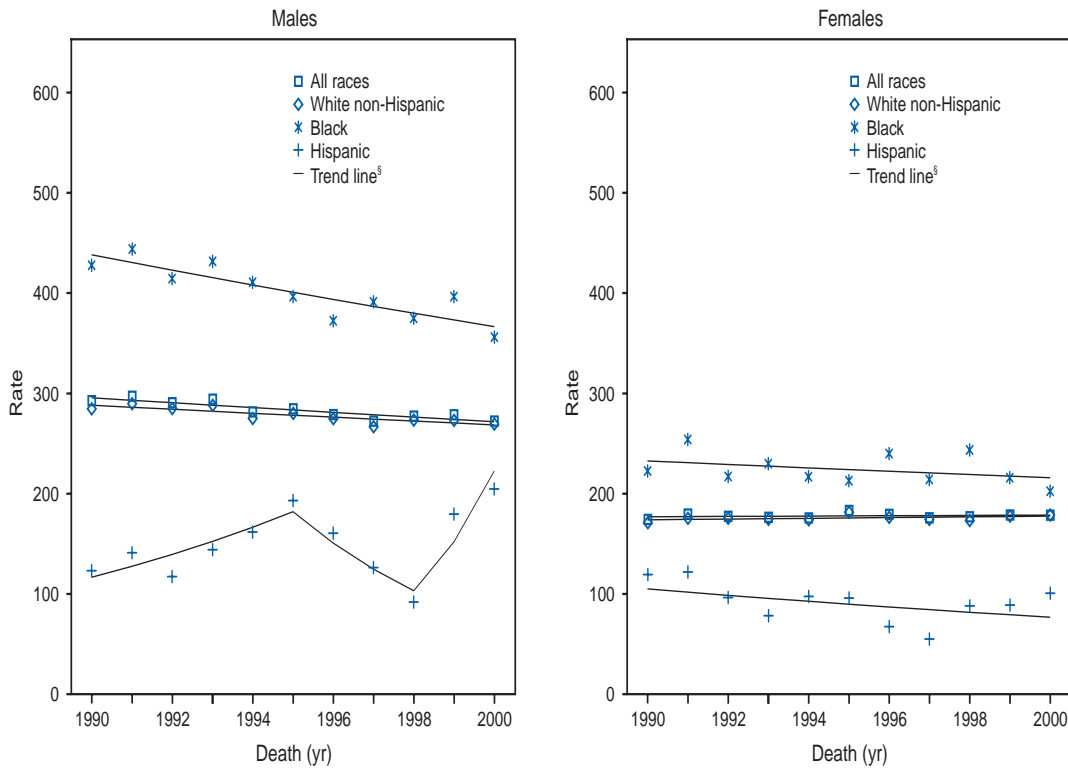 Males
600
500
400
300
200
100
0
Rate
All races
White non-Hispanic
Black
Hispanic
Trend line§
1990 1992 1994 1996 1998 2000
Death (yr)
Females
600
500
400
300
200
100
0
Rate
All races
White non-Hispanic
Black
Hispanic
Trend line§
1990 1992 1994 1996 1998 2000
Death (yr)